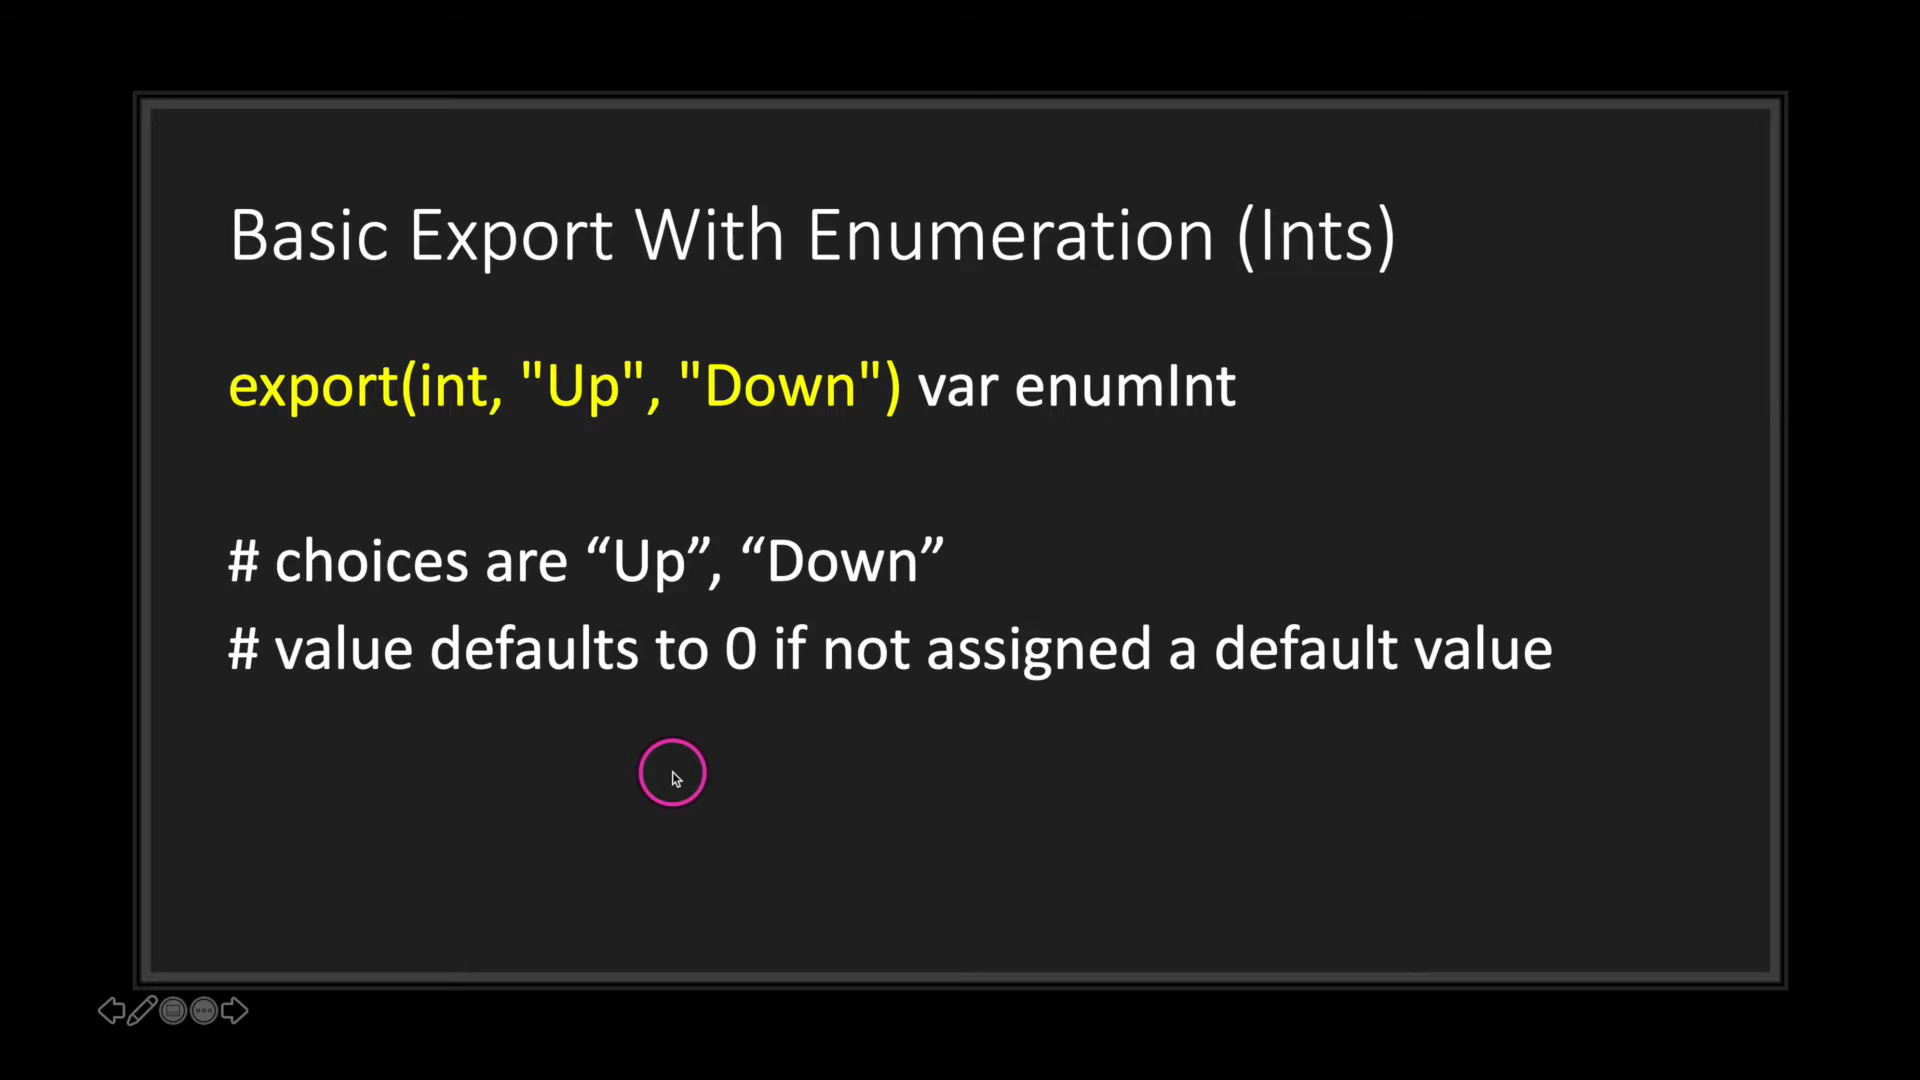 Basic Export With Enumeration (Ints)
export(int, "Up", "Down") var enumInt
# choices are “Up”, “Down”
# value defaults to 0 if not assigned a default value